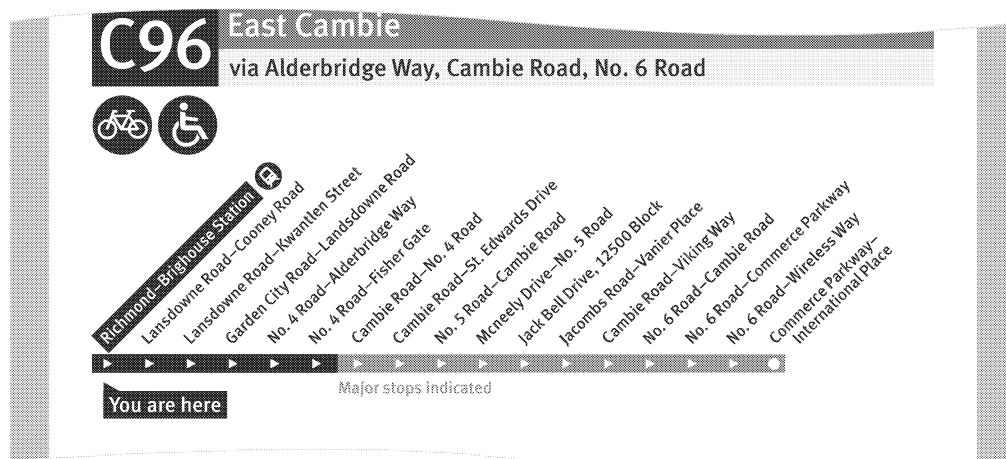 C96
East Cambie
via Alderbridge Way, Cambie Road, No. 6 Road
Richmond–Brighouse Station
Lansdowne Road–Cooney Road
Lansdowne Road–Kwantlen Street
Garden City Road–Landsdowne Road
No. 4 Road–Alderbridge Way
No. 4 Road–Fisher Gate
Cambie Road–No. 4 Road
Cambie Road–St. Edwards Drive
No. 5 Road–Cambie Road
Mcneely Drive–No. 5 Road
Jack Bell Drive, 12500 Block
Jacombs Road–Vanier Place
Cambie Road–Viking Way
No. 6 Road–Cambie Road
No. 6 Road–Commerce Parkway
No. 6 Road–Wireless Way
Commerce Parkway–
International Place
Major stops indicated
You are here